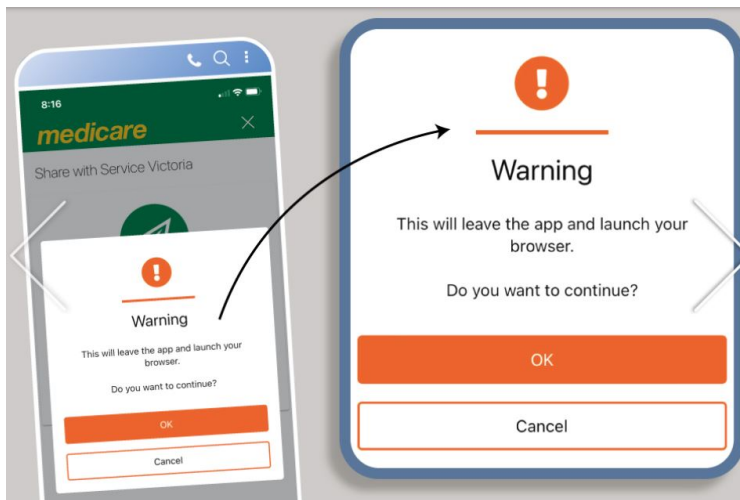 8:16
medicare
Share with Service Victoria
Warning
This will leave the app and launch your
browser.
Do you want to continue?
OK
Cancel
Warning
This will leave the app and launch your
browser.
Do you want to continue?
OK
Cancel